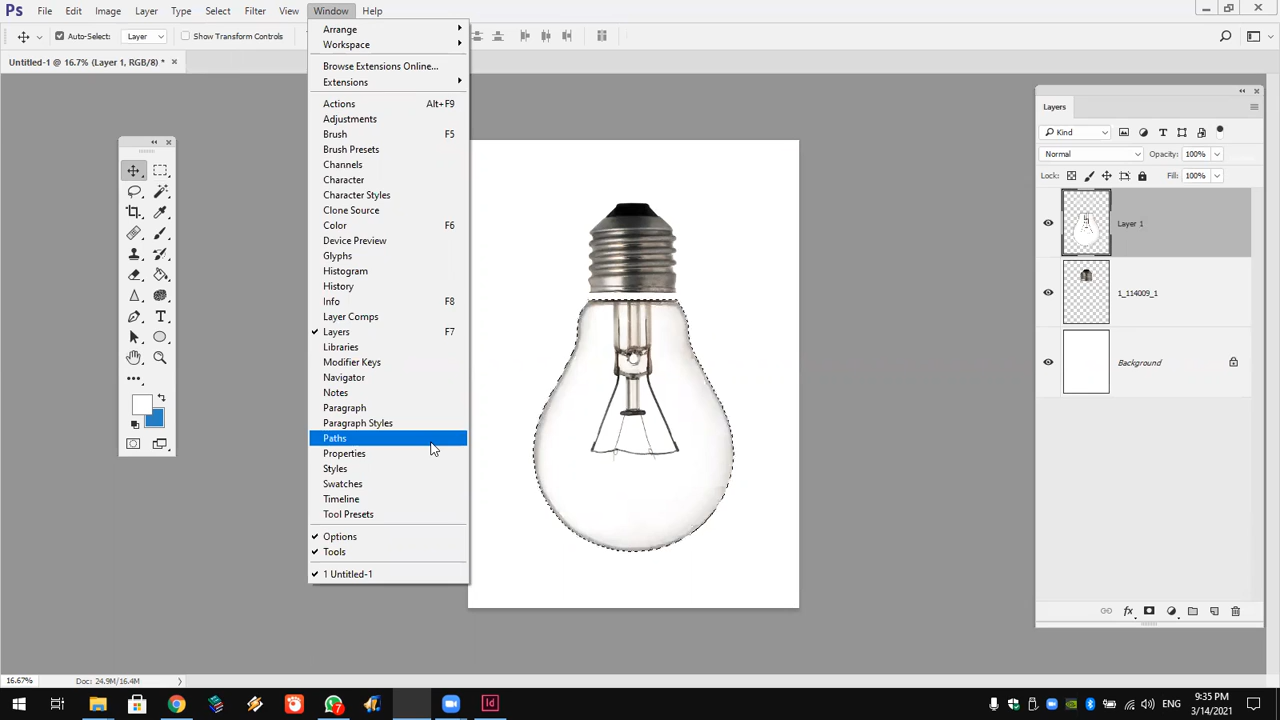 Ps File Edit Image Layer Type Select Filter View Window Help
Auto-Select: Layer Show Transform Controls
Untitled-1 @ 16.7% (Layer 1, RGB/8) *
Arrange
Workspace
Browse Extensions Online...
Extensions
Actions Alt+F9
Adjustments
Brush F5
Brush Presets
Channels
Character
Character Styles
Clone Source
Color F6
Device Preview
Glyphs
Histogram
History
Info F8
Layer Comps
Layers F7
Libraries
Modifier Keys
Navigator
Notes
Paragraph
Paragraph Styles
Paths
Properties
Styles
Swatches
Timeline
Tool Presets
Options
Tools
1 Untitled-1
Layers
Kind
Normal Opacity: 100%
Lock: Fill: 100%
Layer 1
1_114009_1
Background
16.67% Doc: 24.9M/16.4M
ENG
9:35 PM
3/14/2021